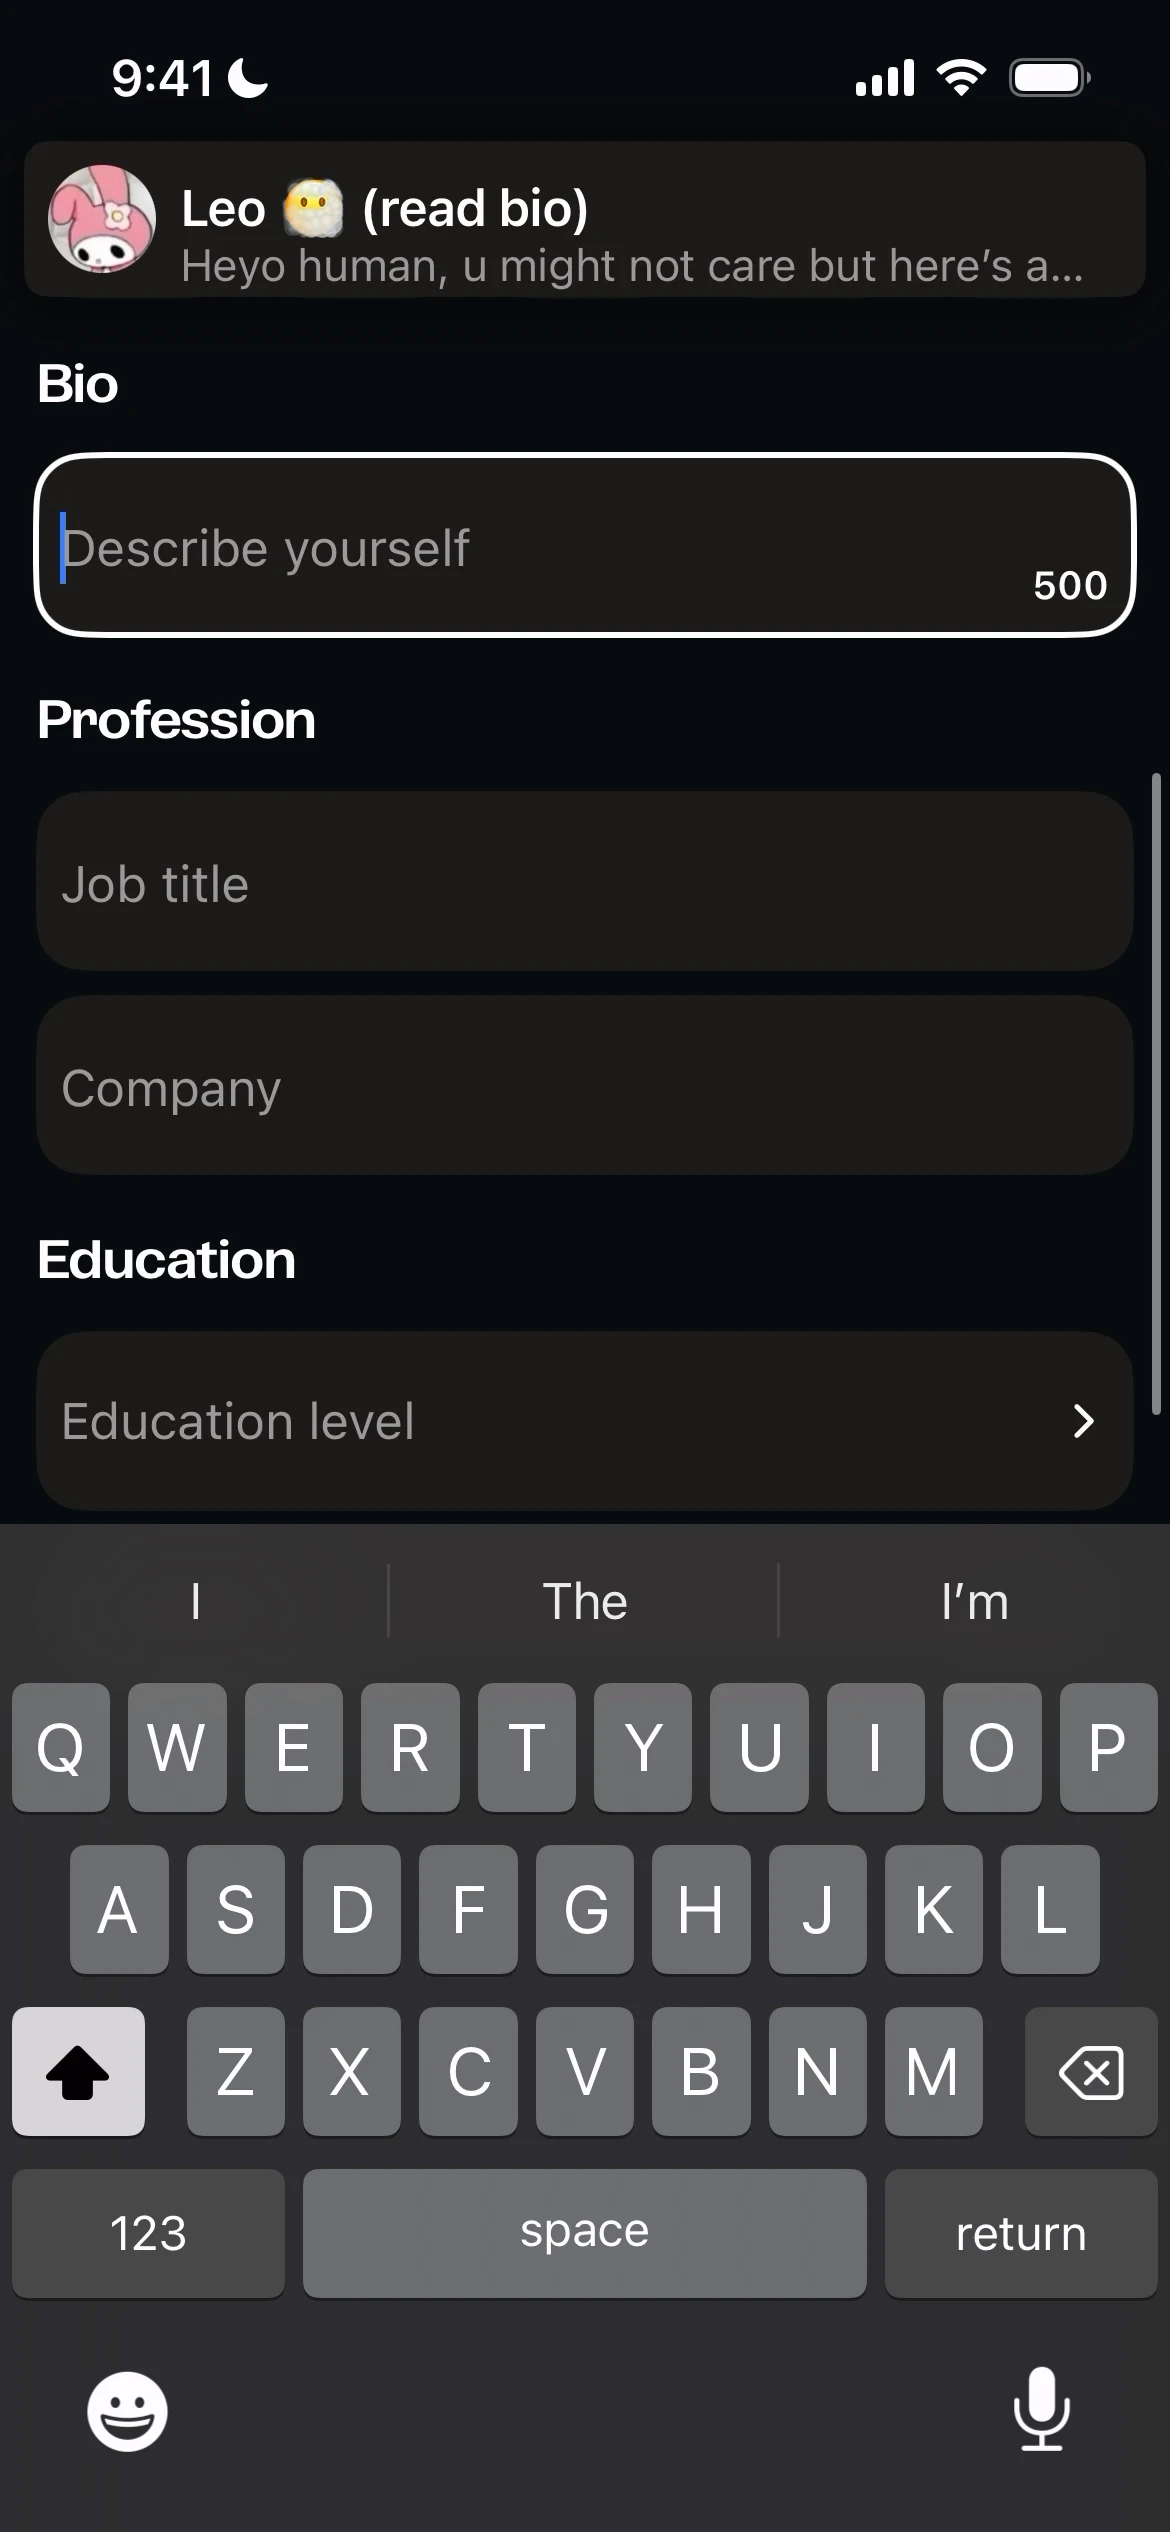 9:41
Leo 😶 (read bio)
Heyo human, u might not care but here’s a...
Bio
Describe yourself
500
Profession
Job title
Company
Education
Education level
I The I’m
Q W E R T Y U I O P
A S D F G H J K L
Z X C V B N M
123 space return